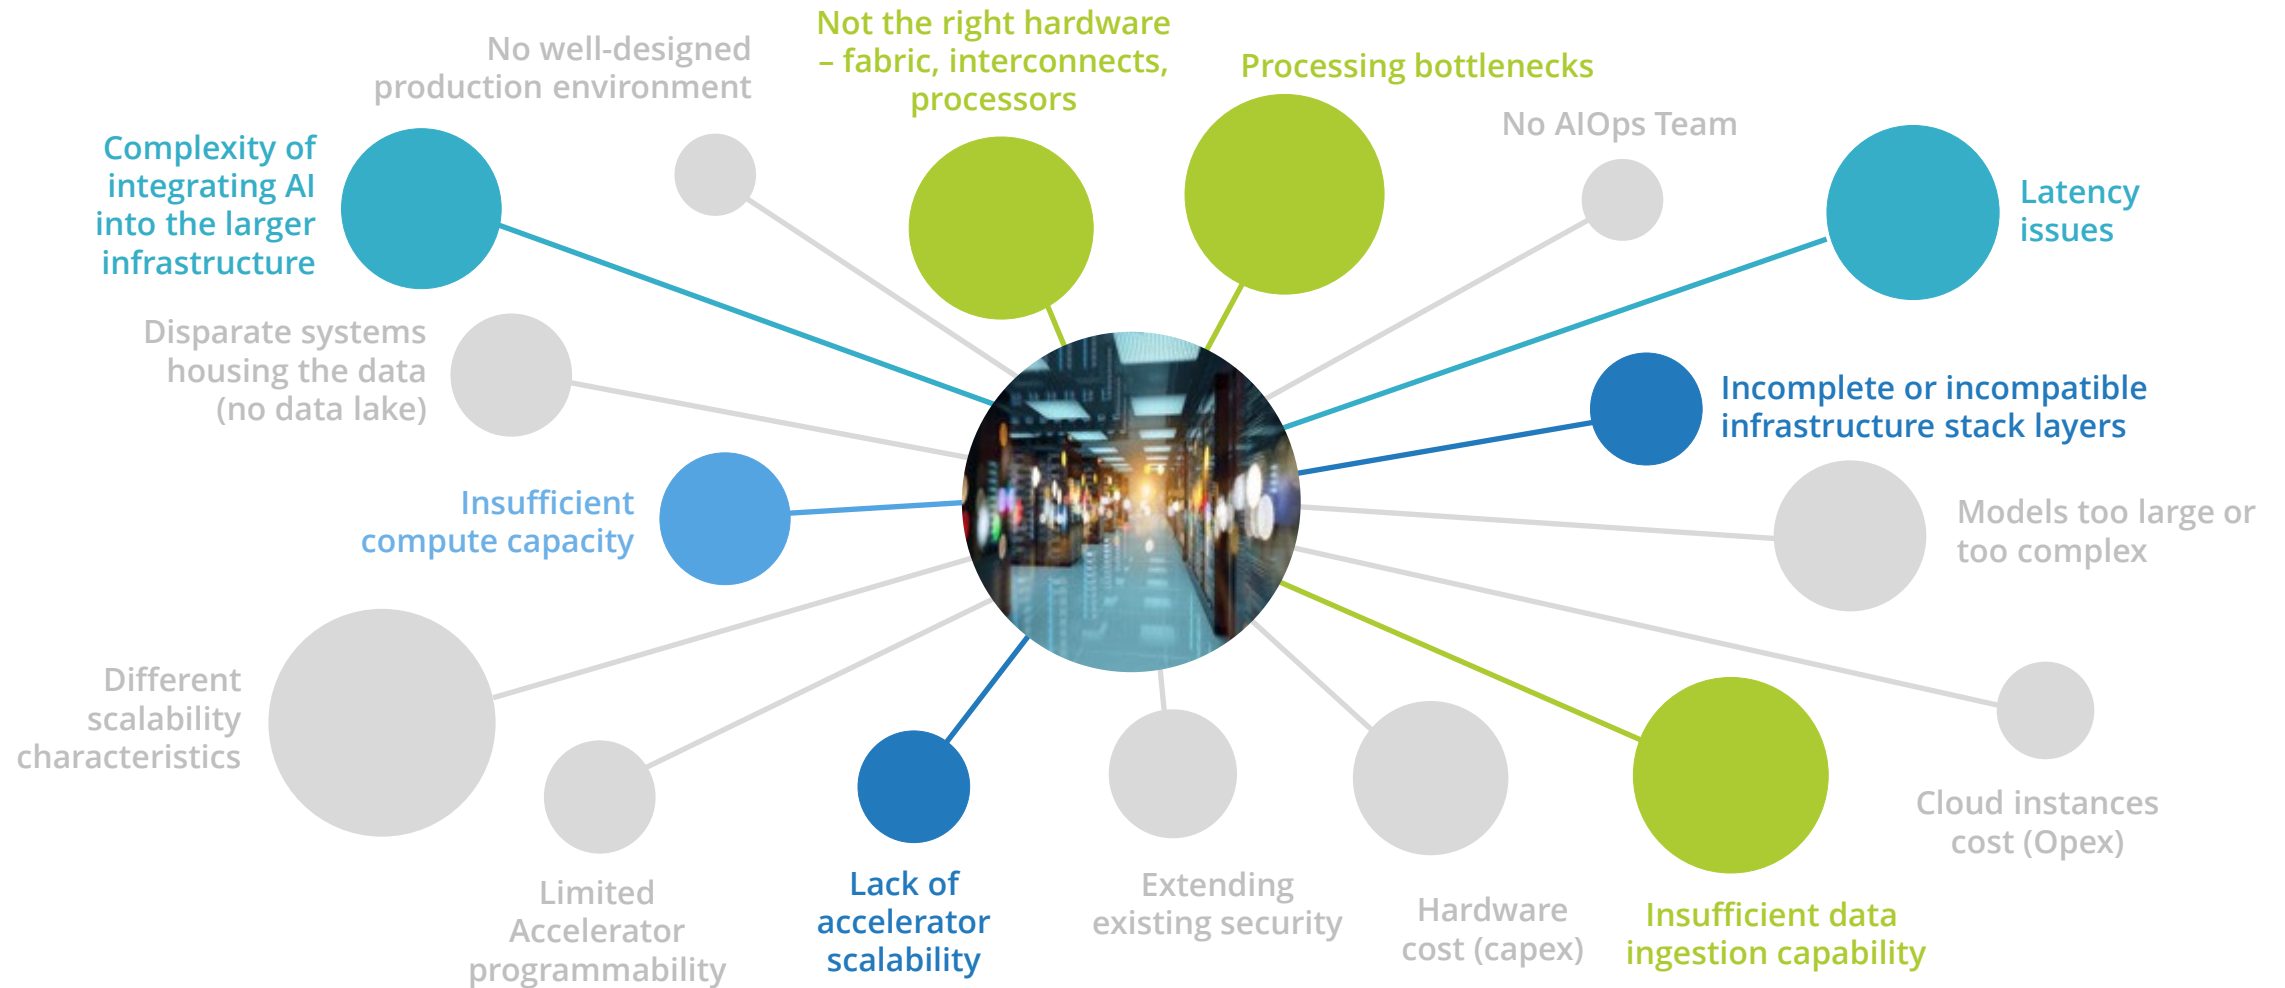 Not the right hardware
– fabric, interconnects,
processors
No well-designed
production environment
Processing bottlenecks
No AIOps Team
Complexity of
integrating AI
into the larger
infrastructure
Latency
issues
Disparate systems
housing the data
(no data lake)
Incomplete or incompatible
infrastructure stack layers
Insufficient
compute capacity
Models too large or
too complex
Different
scalability
characteristics
Cloud instances
cost (Opex)
Limited
Accelerator
programmability
Lack of
accelerator
scalability
Extending
existing security
Hardware
cost (capex)
Insufficient data
ingestion capability